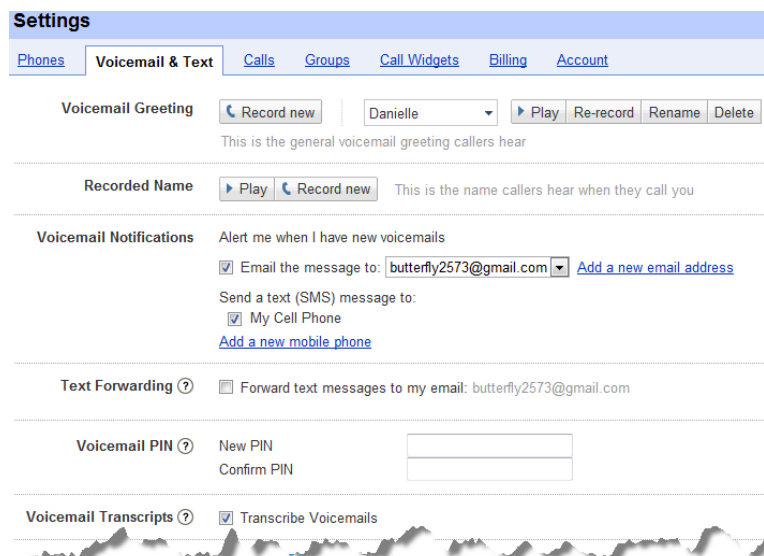 Settings
Phones Voicemail & Text Calls Groups Call Widgets Billing Account
Voicemail Greeting Record new Danielle Play Re-record Rename Delete
This is the general voicemail greeting callers hear
Recorded Name Play Record new This is the name callers hear when they call you
Voicemail Notifications Alert me when I have new voicemails
Email the message to: butterfly2573@gmail.com Add a new email address
Send a text (SMS) message to:
My Cell Phone
Add a new mobile phone
Text Forwarding ? Forward text messages to my email: butterfly2573@gmail.com
Voicemail PIN ? New PIN
Confirm PIN
Voicemail Transcripts ? Transcribe Voicemails